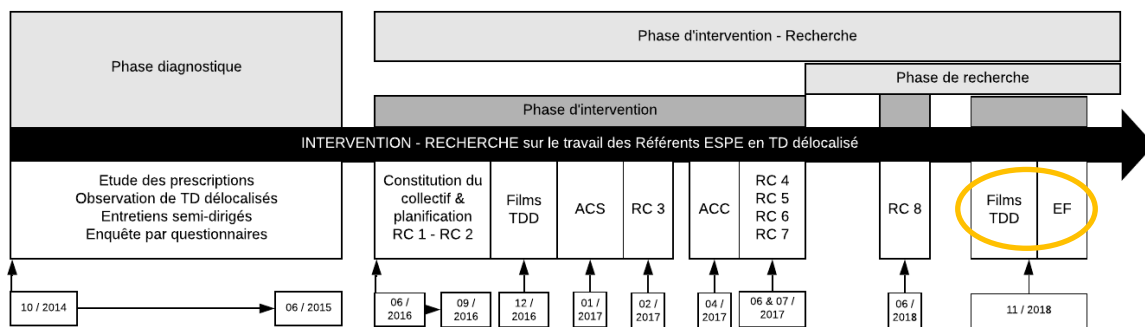 Phase d'intervention - Recherche
Phase diagnostique
Phase de recherche
Phase d'intervention
INTERVENTION - RECHERCHE sur le travail des Référents ESPE en TD délocalisé
Etude des prescriptions
Observation de TD délocalisés
Entretiens semi-dirigés
Enquête par questionnaires
Constitution du
collectif &
planification
RC 1 - RC 2
Films
TDD
ACS
RC 3
ACC
RC 4
RC 5
RC 6
RC 7
RC 8
Films
TDD
EF
10 / 2014
06 / 2015
06 /
2016
09 /
2016
12 /
2016
01 /
2017
02 /
2017
04 /
2017
06 & 07 /
2017
06 /
2018
11 / 2018